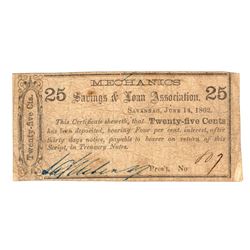 MECHANICS
25 Savings & Loan Association. 25
Savannah, June 14, 1862.
Twenty-five Cts.
This Certificate sheweth, that Twenty-five Cents
has been deposited, bearing Four per cent. interest, after
thirty days notice, payable to bearer on return of this
Script, in Treasury Notes.
Pres't. No